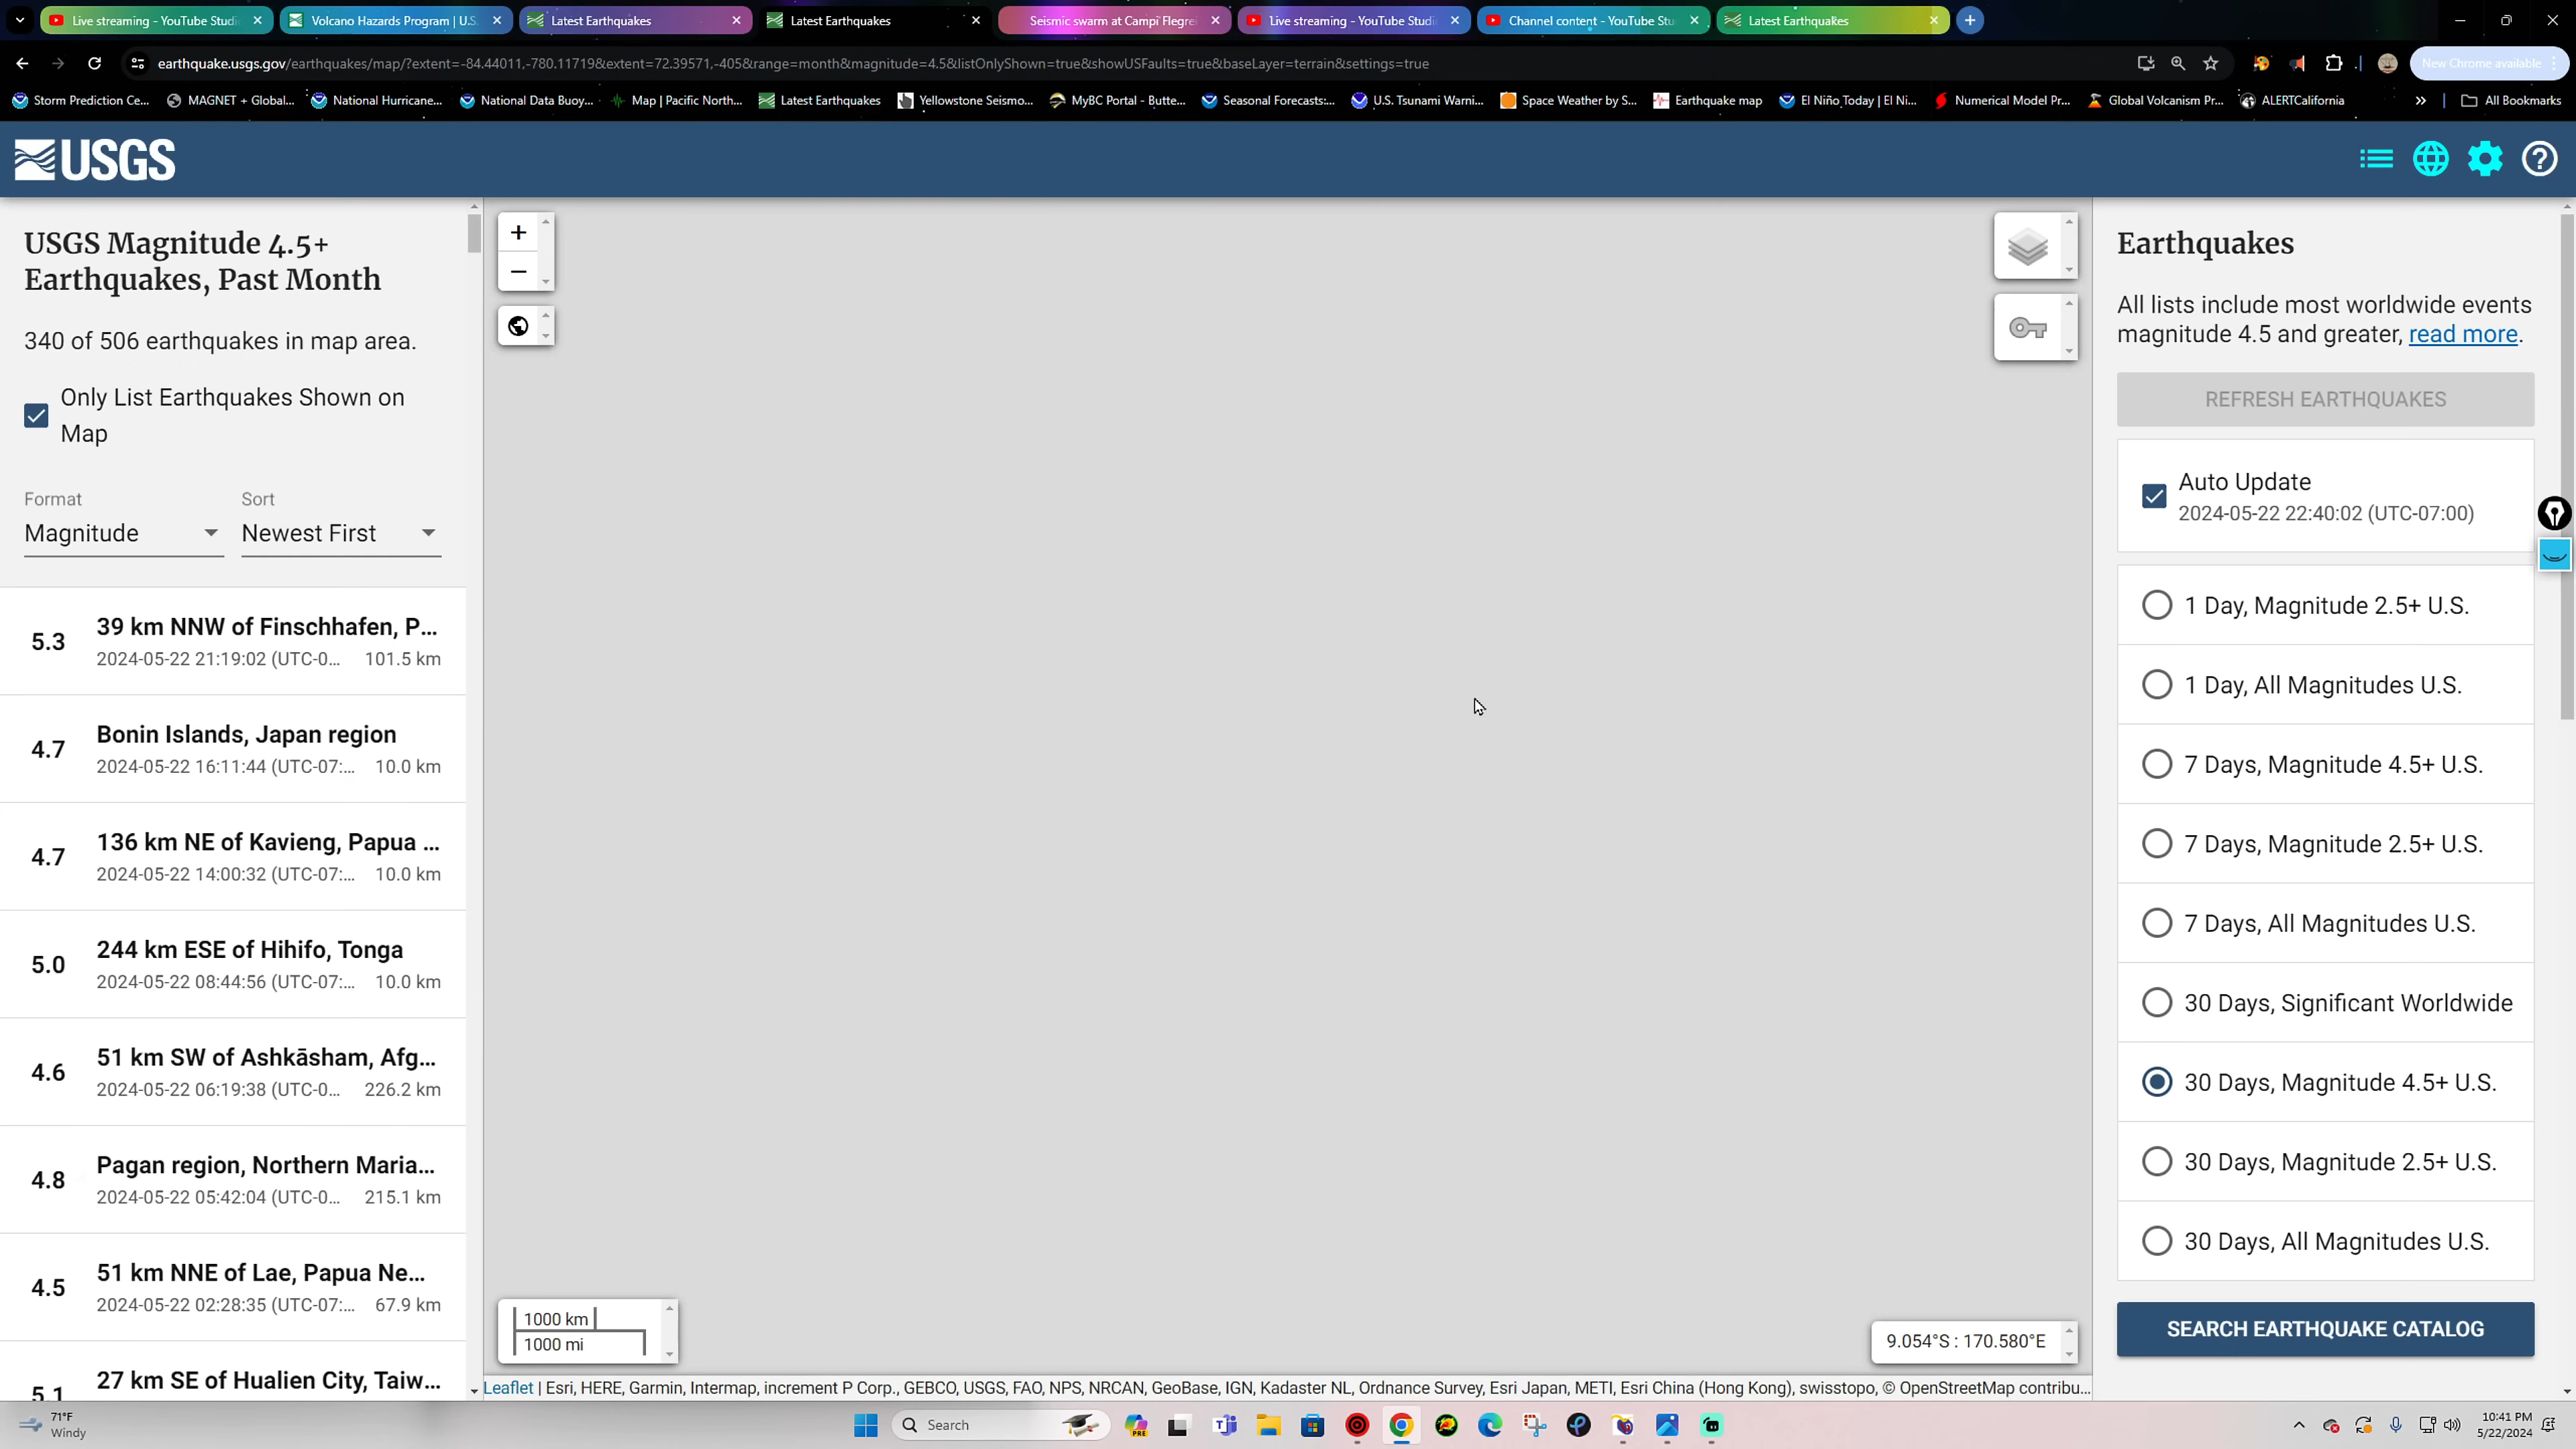 Live streaming - YouTube Studi
Volcano Hazards Program | U.S.
Latest Earthquakes
Latest Earthquakes
Seismic swarm at Campi Flegrei
Live streaming - YouTube Studi
Channel content - YouTube Stu
Latest Earthquakes
earthquake.usgs.gov/earthquakes/map/?extent=-84.44011,-780.11719&extent=72.39571,-405&range=month&magnitude=4.5&listOnlyShown=true&showUSFaults=true&baseLayer=terrain&settings=true
New Chrome available
Storm Prediction Ce...
MAGNET + Global...
National Hurricane...
National Data Buoy...
Map | Pacific North...
Latest Earthquakes
Yellowstone Seismo...
MyBC Portal - Butte...
Seasonal Forecasts:...
U.S. Tsunami Warni...
Space Weather by S...
Earthquake map
El Niño Today | El Ni...
Numerical Model Pr...
Global Volcanism Pr...
ALERTCalifornia
All Bookmarks
USGS
USGS Magnitude 4.5+
Earthquakes, Past Month
340 of 506 earthquakes in map area.
Only List Earthquakes Shown on
Map
Format
Sort
Magnitude
Newest First
5.3
39 km NNW of Finschhafen, P...
2024-05-22 21:19:02 (UTC-0... 101.5 km
4.7
Bonin Islands, Japan region
2024-05-22 16:11:44 (UTC-07:... 10.0 km
4.7
136 km NE of Kavieng, Papua ...
2024-05-22 14:00:32 (UTC-07:... 10.0 km
5.0
244 km ESE of Hihifo, Tonga
2024-05-22 08:44:56 (UTC-07:... 10.0 km
4.6
51 km SW of Ashkāsham, Afg...
2024-05-22 06:19:38 (UTC-0... 226.2 km
4.8
Pagan region, Northern Maria...
2024-05-22 05:42:04 (UTC-0... 215.1 km
4.5
51 km NNE of Lae, Papua Ne...
2024-05-22 02:28:35 (UTC-07:... 67.9 km
5.1
27 km SE of Hualien City, Taiw...
+
−
1000 km
1000 mi
9.054°S : 170.580°E
Leaflet | Esri, HERE, Garmin, Intermap, increment P Corp., GEBCO, USGS, FAO, NPS, NRCAN, GeoBase, IGN, Kadaster NL, Ordnance Survey, Esri Japan, METI, Esri China (Hong Kong), swisstopo, © OpenStreetMap contribu...
Earthquakes
All lists include most worldwide events
magnitude 4.5 and greater, read more.
REFRESH EARTHQUAKES
Auto Update
2024-05-22 22:40:02 (UTC-07:00)
1 Day, Magnitude 2.5+ U.S.
1 Day, All Magnitudes U.S.
7 Days, Magnitude 4.5+ U.S.
7 Days, Magnitude 2.5+ U.S.
7 Days, All Magnitudes U.S.
30 Days, Significant Worldwide
30 Days, Magnitude 4.5+ U.S.
30 Days, Magnitude 2.5+ U.S.
30 Days, All Magnitudes U.S.
SEARCH EARTHQUAKE CATALOG
71°F
Windy
Search
PRE
10:41 PM
5/22/2024